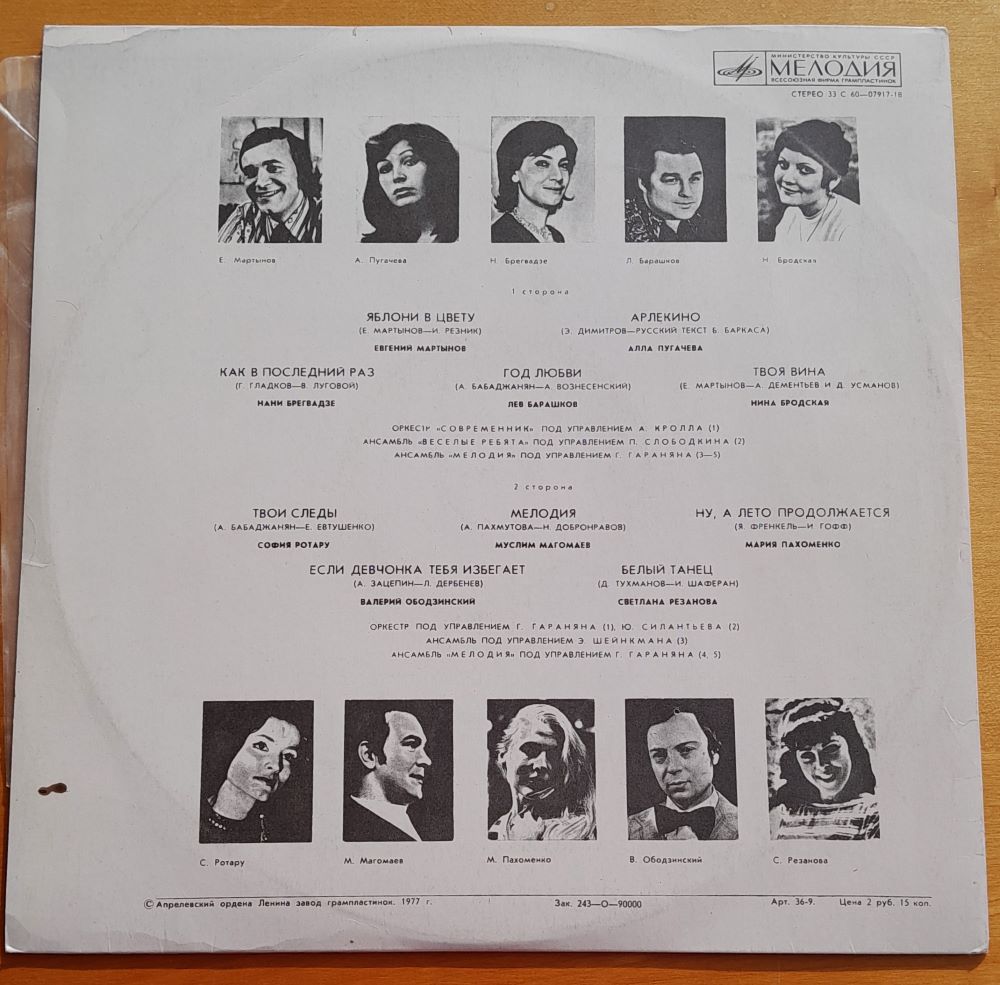 МИНИСТЕРСТВО КУЛЬТУРЫ СССР
МЕЛОДИЯ
ВСЕСОЮЗНАЯ ФИРМА ГРАМПЛАСТИНОК
СТЕРЕО 33 С 60—07917-18
Е. Мартынов А. Пугачева Н. Брегвадзе Л. Барашков Н. Бродская
1 сторона
ЯБЛОНИ В ЦВЕТУ АРЛЕКИНО
(Е. МАРТЫНОВ—И. РЕЗНИК) (Э. ДИМИТРОВ—РУССКИЙ ТЕКСТ Б. БАРКАСА)
ЕВГЕНИЙ МАРТЫНОВ АЛЛА ПУГАЧЕВА
КАК В ПОСЛЕДНИЙ РАЗ ГОД ЛЮБВИ ТВОЯ ВИНА
(Г. ГЛАДКОВ—В. ЛУГОВОЙ) (А. БАБАДЖАНЯН—А. ВОЗНЕСЕНСКИЙ) (Е. МАРТЫНОВ—А. ДЕМЕНТЬЕВ И Д. УСМАНОВ)
НАНИ БРЕГВАДЗЕ ЛЕВ БАРАШКОВ НИНА БРОДСКАЯ
ОРКЕСТР «СОВРЕМЕННИК» ПОД УПРАВЛЕНИЕМ А. КРОЛЛА (1)
АНСАМБЛЬ «ВЕСЕЛЫЕ РЕБЯТА» ПОД УПРАВЛЕНИЕМ П. СЛОБОДКИНА (2)
АНСАМБЛЬ «МЕЛОДИЯ» ПОД УПРАВЛЕНИЕМ Г. ГАРАНЯНА (3—5)
2 сторона
ТВОИ СЛЕДЫ МЕЛОДИЯ НУ, А ЛЕТО ПРОДОЛЖАЕТСЯ
(А. БАБАДЖАНЯН—Е. ЕВТУШЕНКО) (А. ПАХМУТОВА—Н. ДОБРОНРАВОВ) (Я. ФРЕНКЕЛЬ—И. ГОФФ)
СОФИЯ РОТАРУ МУСЛИМ МАГОМАЕВ МАРИЯ ПАХОМЕНКО
ЕСЛИ ДЕВЧОНКА ТЕБЯ ИЗБЕГАЕТ БЕЛЫЙ ТАНЕЦ
(А. ЗАЦЕПИН—Л. ДЕРБЕНЕВ) (Д. ТУХМАНОВ—И. ШАФЕРАН)
ВАЛЕРИЙ ОБОДЗИНСКИЙ СВЕТЛАНА РЕЗАНОВА
ОРКЕСТР ПОД УПРАВЛЕНИЕМ Г. ГАРАНЯНА (1), Ю. СИЛАНТЬЕВА (2)
АНСАМБЛЬ ПОД УПРАВЛЕНИЕМ Э. ШЕЙНКМАНА (3)
АНСАМБЛЬ «МЕЛОДИЯ» ПОД УПРАВЛЕНИЕМ Г. ГАРАНЯНА (4, 5)
С. Ротару М. Магомаев М. Пахоменко В. Ободзинский С. Резанова
© Апрелевский ордена Ленина завод грампластинок. 1977 г. Зак. 243—О—90000 Арт. 36-9. Цена 2 руб. 15 коп.